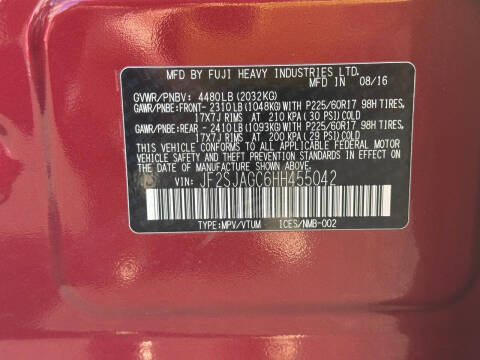 MFD BY FUJI HEAVY INDUSTRIES LTD.
MFD IN 08/16
GVWR/PNBV: 4480LB (2032KG)
GAWR/PNBE:FRONT- 2310LB (1048KG) WITH P225/60R17 98H TIRES,
17X7J RIMS AT 210 KPA (30 PSI) COLD
GAWR/PNBE:REAR - 2410LB (1093KG) WITH P225/60R17 98H TIRES,
17X7J RIMS AT 200 KPA (29 PSI) COLD
THIS VEHICLE CONFORMS TO ALL APPLICABLE FEDERAL MOTOR
VEHICLE SAFETY, BUMPER, AND THEFT PREVENTION STANDARDS
IN EFFECT ON THE DATE OF MANUFACTURE SHOWN ABOVE.
VIN: JF2SJAGC6HH455042
TYPE:MPV/VTUM ICES/NMB-002